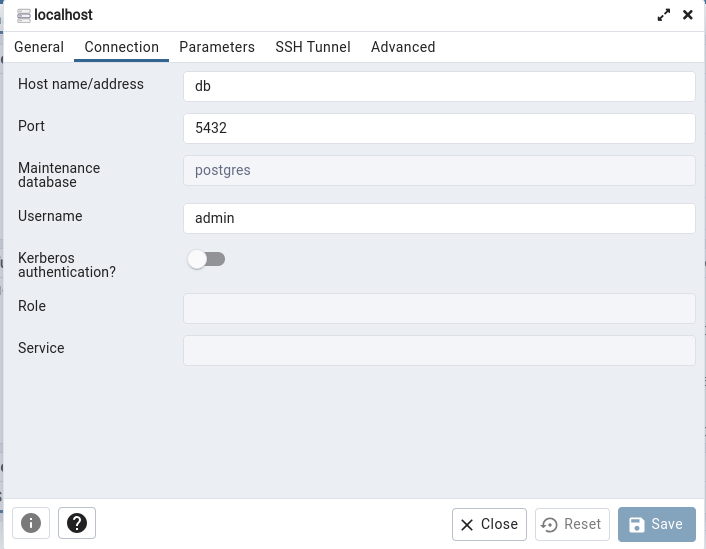 localhost
General Connection Parameters SSH Tunnel Advanced
Host name/address db
Port 5432
Maintenance database postgres
Username admin
Kerberos authentication?
Role
Service
Close Reset Save